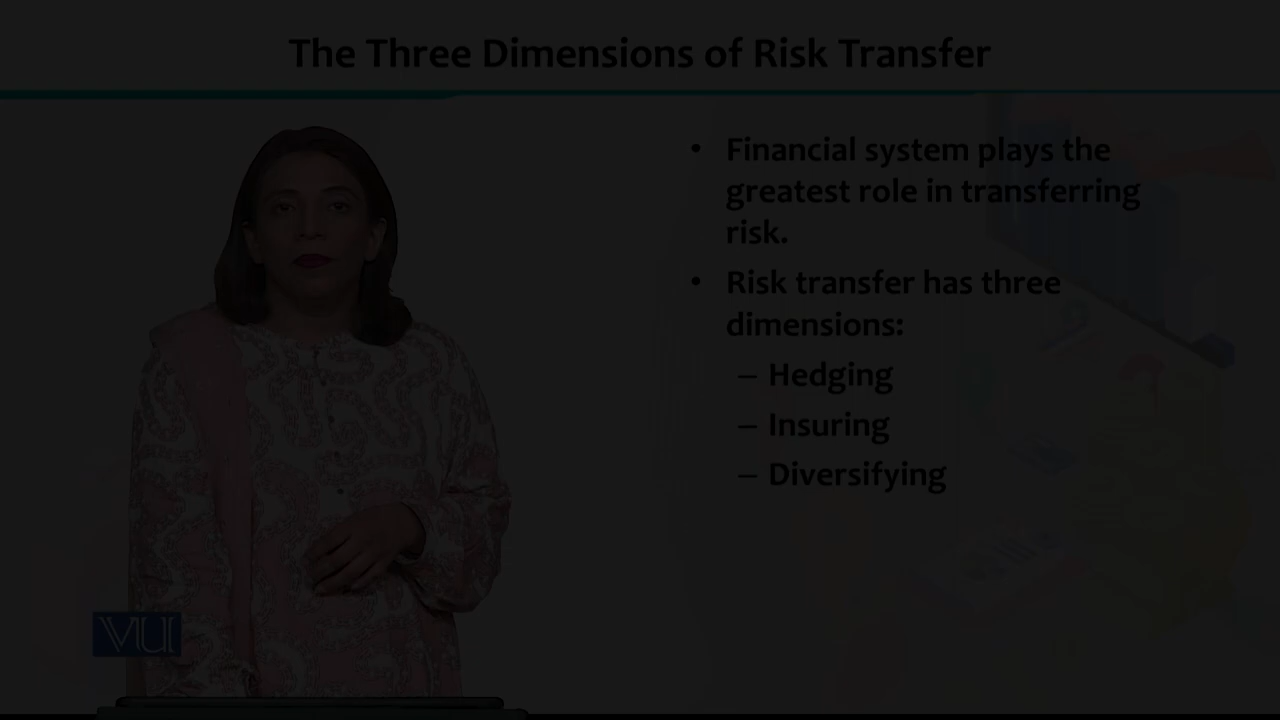 The Three Dimensions of Risk Transfer
• Financial system plays the
greatest role in transferring
risk.
• Risk transfer has three
dimensions:
– Hedging
– Insuring
– Diversifying
VU